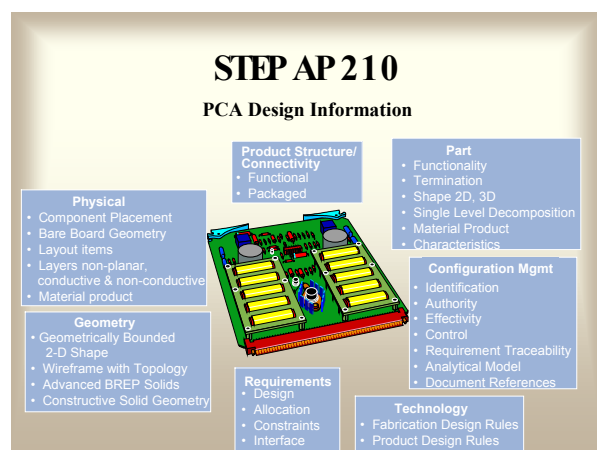 STEP AP 210
PCA Design Information
Product Structure/
Connectivity
• Functional
• Packaged
Part
• Functionality
• Termination
• Shape 2D, 3D
• Single Level Decomposition
• Material Product
• Characteristics
Physical
• Component Placement
• Bare Board Geometry
• Layout items
• Layers non-planar,
conductive & non-conductive
• Material product
Configuration Mgmt
• Identification
• Authority
• Effectivity
• Control
• Requirement Traceability
• Analytical Model
• Document References
Geometry
• Geometrically Bounded
2-D Shape
• Wireframe with Topology
• Advanced BREP Solids
• Constructive Solid Geometry
Requirements
• Design
• Allocation
• Constraints
• Interface
Technology
• Fabrication Design Rules
• Product Design Rules